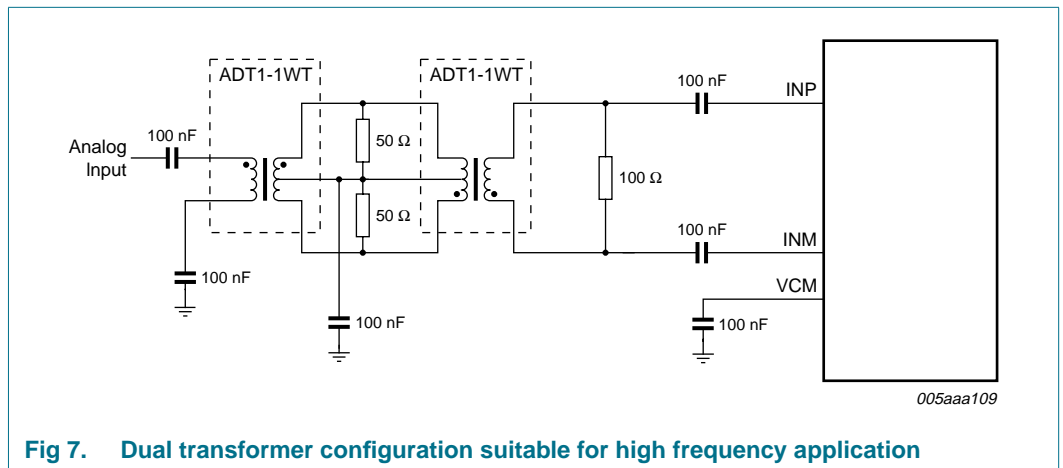 ADT1-1WT
ADT1-1WT
100 nF
INP
Analog
Input
100 nF
50 Ω
50 Ω
100 Ω
100 nF
INM
VCM
100 nF
100 nF
100 nF
005aaa109
Fig 7. Dual transformer configuration suitable for high frequency application